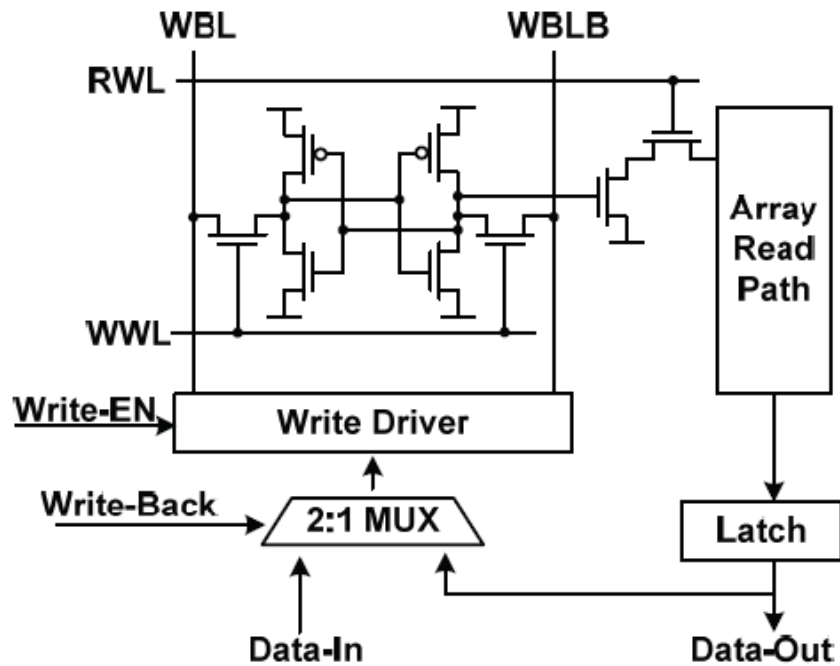 WBL
WBLB
RWL
Array
Read
Path
WWL
Write-EN
Write Driver
Write-Back
2:1 MUX
Latch
Data-In
Data-Out